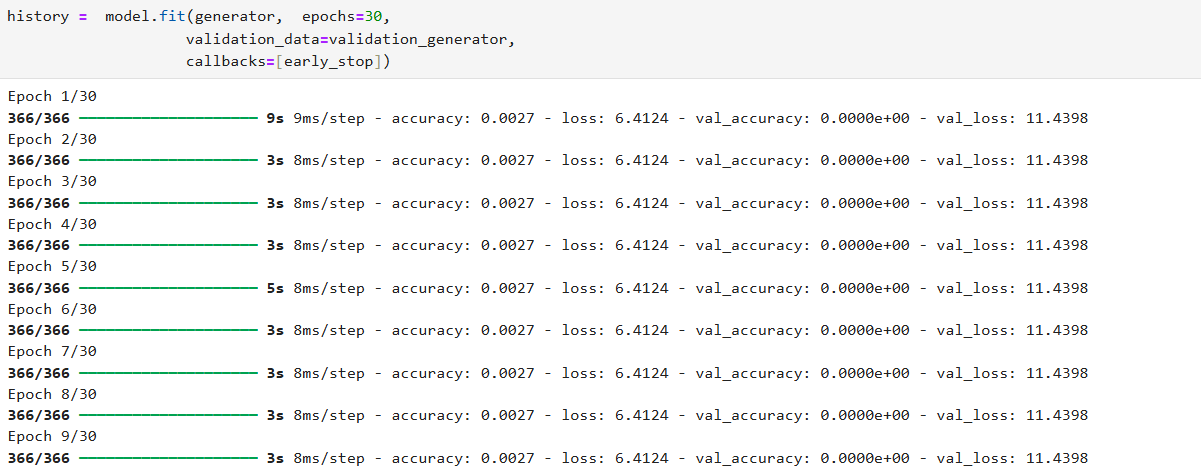 history =  model.fit(generator,  epochs=30,
validation_data=validation_generator,
callbacks=[early_stop])
Epoch 1/30
366/366 ━━━━━━━━━━━━━━━━━━━━ 9s 9ms/step - accuracy: 0.0027 - loss: 6.4124 - val_accuracy: 0.0000e+00 - val_loss: 11.4398
Epoch 2/30
366/366 ━━━━━━━━━━━━━━━━━━━━ 3s 8ms/step - accuracy: 0.0027 - loss: 6.4124 - val_accuracy: 0.0000e+00 - val_loss: 11.4398
Epoch 3/30
366/366 ━━━━━━━━━━━━━━━━━━━━ 3s 8ms/step - accuracy: 0.0027 - loss: 6.4124 - val_accuracy: 0.0000e+00 - val_loss: 11.4398
Epoch 4/30
366/366 ━━━━━━━━━━━━━━━━━━━━ 3s 8ms/step - accuracy: 0.0027 - loss: 6.4124 - val_accuracy: 0.0000e+00 - val_loss: 11.4398
Epoch 5/30
366/366 ━━━━━━━━━━━━━━━━━━━━ 5s 8ms/step - accuracy: 0.0027 - loss: 6.4124 - val_accuracy: 0.0000e+00 - val_loss: 11.4398
Epoch 6/30
366/366 ━━━━━━━━━━━━━━━━━━━━ 3s 8ms/step - accuracy: 0.0027 - loss: 6.4124 - val_accuracy: 0.0000e+00 - val_loss: 11.4398
Epoch 7/30
366/366 ━━━━━━━━━━━━━━━━━━━━ 3s 8ms/step - accuracy: 0.0027 - loss: 6.4124 - val_accuracy: 0.0000e+00 - val_loss: 11.4398
Epoch 8/30
366/366 ━━━━━━━━━━━━━━━━━━━━ 3s 8ms/step - accuracy: 0.0027 - loss: 6.4124 - val_accuracy: 0.0000e+00 - val_loss: 11.4398
Epoch 9/30
366/366 ━━━━━━━━━━━━━━━━━━━━ 3s 8ms/step - accuracy: 0.0027 - loss: 6.4124 - val_accuracy: 0.0000e+00 - val_loss: 11.4398